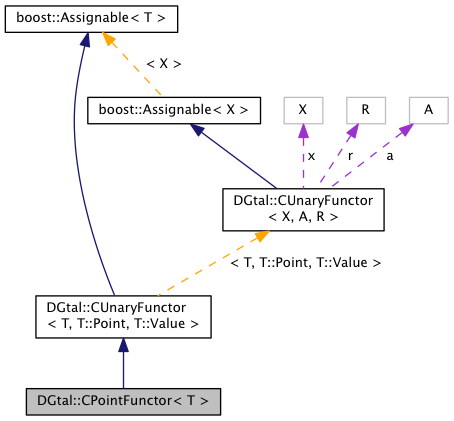 boost::Assignable< T >
< X >
boost::Assignable< X >
X
R
A
x
r
a
DGtal::CUnaryFunctor
< X, A, R >
< T, T::Point, T::Value >
DGtal::CUnaryFunctor
< T, T::Point, T::Value >
DGtal::CPointFunctor< T >